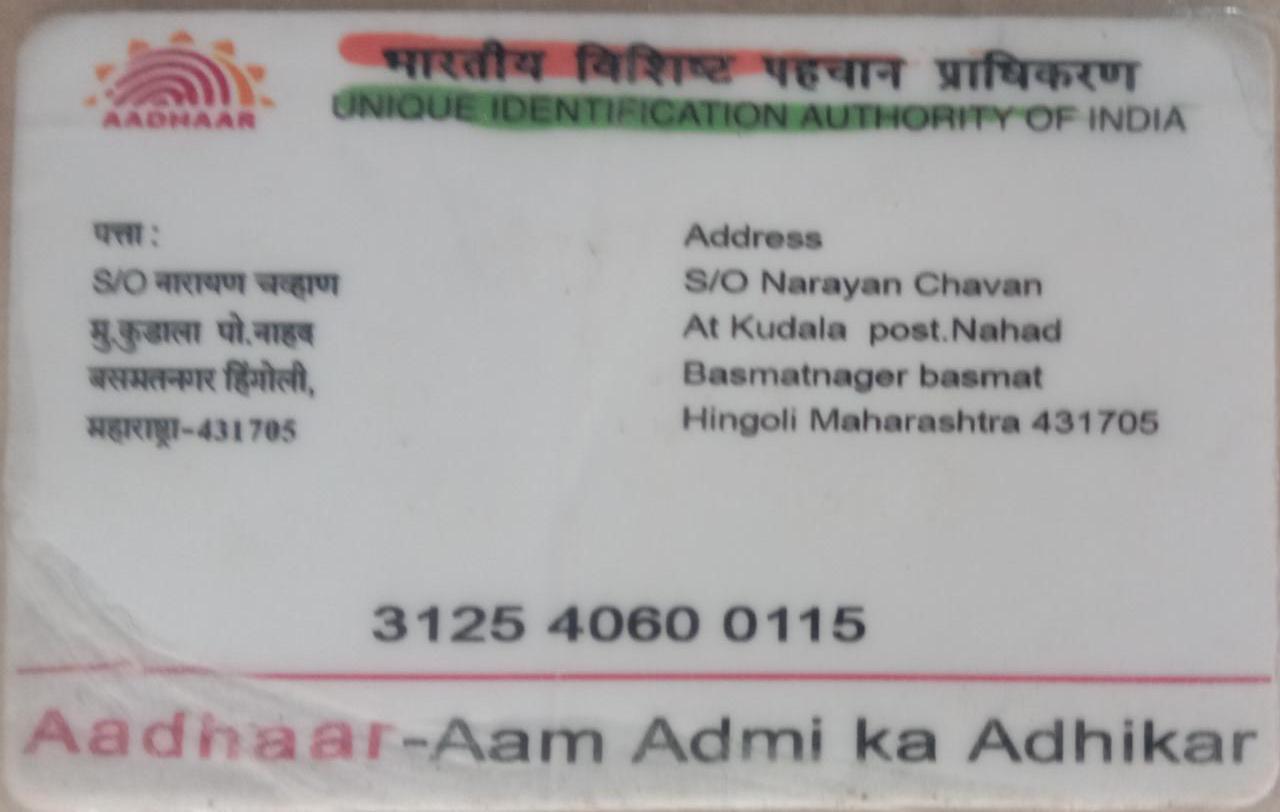 AADHAAR
भारतीय विशिष्ट पहचान प्राधिकरण
UNIQUE IDENTIFICATION AUTHORITY OF INDIA
पत्ता :
S/O नारायण चव्हाण
मु.कुडाला पो.नाहद
बसमतनगर हिंगोली,
महाराष्ट्रा-431705
Address
S/O Narayan Chavan
At Kudala post.Nahad
Basmatnager basmat
Hingoli Maharashtra 431705
3125 4060 0115
Aadhaar-Aam Admi ka Adhikar